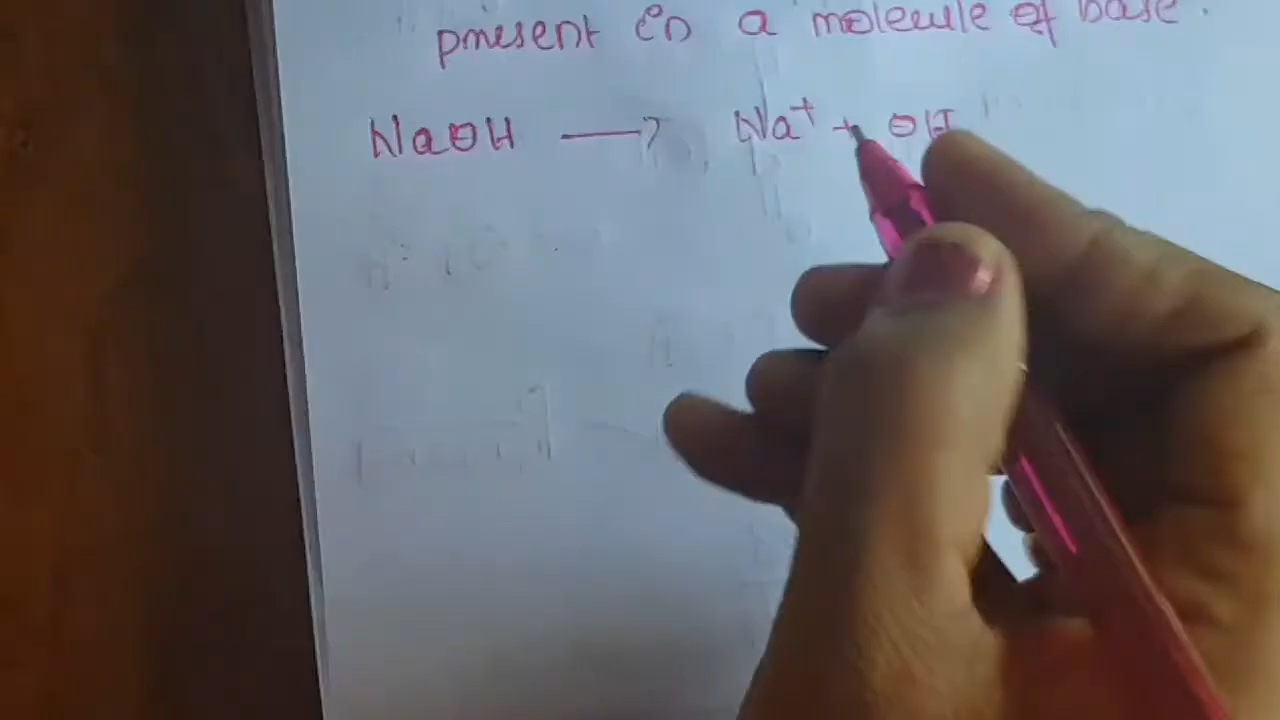 present in a molecule of base.
NaOH → Na⁺ + OH